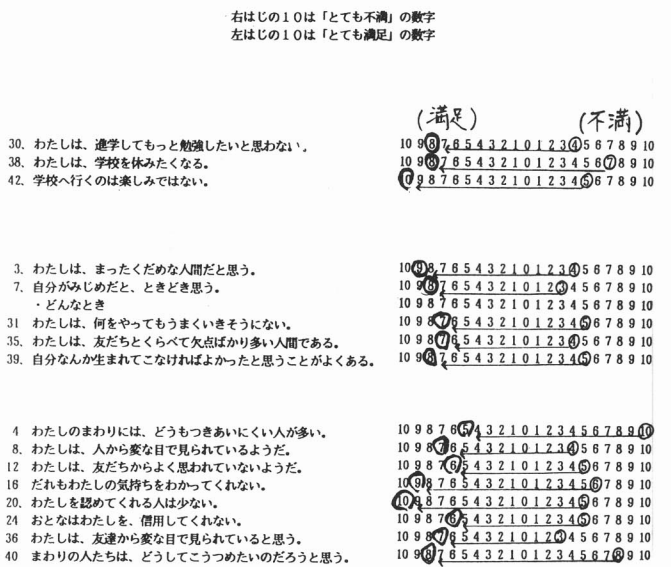 右はじの10は「とても不満」の数字
左はじの10は「とても満足」の数字
(満足) (不満)
30. わたしは、進学してもっと勉強したいと思わない。 10 9 8 7 6 5 4 3 2 1 0 1 2 3 4 5 6 7 8 9 10
38. わたしは、学校を休みたくなる。 10 9 8 7 6 5 4 3 2 1 0 1 2 3 4 5 6 7 8 9 10
42. 学校へ行くのは楽しみではない。 10 9 8 7 6 5 4 3 2 1 0 1 2 3 4 5 6 7 8 9 10
3. わたしは、まったくだめな人間だと思う。 10 9 8 7 6 5 4 3 2 1 0 1 2 3 4 5 6 7 8 9 10
7. 自分がみじめだと、ときどき思う。 10 9 8 7 6 5 4 3 2 1 0 1 2 3 4 5 6 7 8 9 10
・どんなとき 10 9 8 7 6 5 4 3 2 1 0 1 2 3 4 5 6 7 8 9 10
31 わたしは、何をやってもうまくいきそうにない。 10 9 8 7 6 5 4 3 2 1 0 1 2 3 4 5 6 7 8 9 10
35. わたしは、友だちとくらべて欠点ばかり多い人間である。 10 9 8 7 6 5 4 3 2 1 0 1 2 3 4 5 6 7 8 9 10
39. 自分なんか生まれてこなければよかったと思うことがよくある。 10 9 8 7 6 5 4 3 2 1 0 1 2 3 4 5 6 7 8 9 10
4 わたしのまわりには、どうもつきあいにくい人が多い。 10 9 8 7 6 5 4 3 2 1 0 1 2 3 4 5 6 7 8 9 10
8. わたしは、人から変な目で見られているようだ。 10 9 8 7 6 5 4 3 2 1 0 1 2 3 4 5 6 7 8 9 10
12 わたしは、友だちからよく思われていないようだ。 10 9 8 7 6 5 4 3 2 1 0 1 2 3 4 5 6 7 8 9 10
16 だれもわたしの気持ちをわかってくれない。 10 9 8 7 6 5 4 3 2 1 0 1 2 3 4 5 6 7 8 9 10
20. わたしを認めてくれる人は少ない。 10 9 8 7 6 5 4 3 2 1 0 1 2 3 4 5 6 7 8 9 10
24 おとなはわたしを、信用してくれない。 10 9 8 7 6 5 4 3 2 1 0 1 2 3 4 5 6 7 8 9 10
36 わたしは、友達から変な目で見られていると思う。 10 9 8 7 6 5 4 3 2 1 0 1 2 3 4 5 6 7 8 9 10
40 まわりの人たちは、どうしてこうつめたいのだろうと思う。 10 9 8 7 6 5 4 3 2 1 0 1 2 3 4 5 6 7 8 9 10